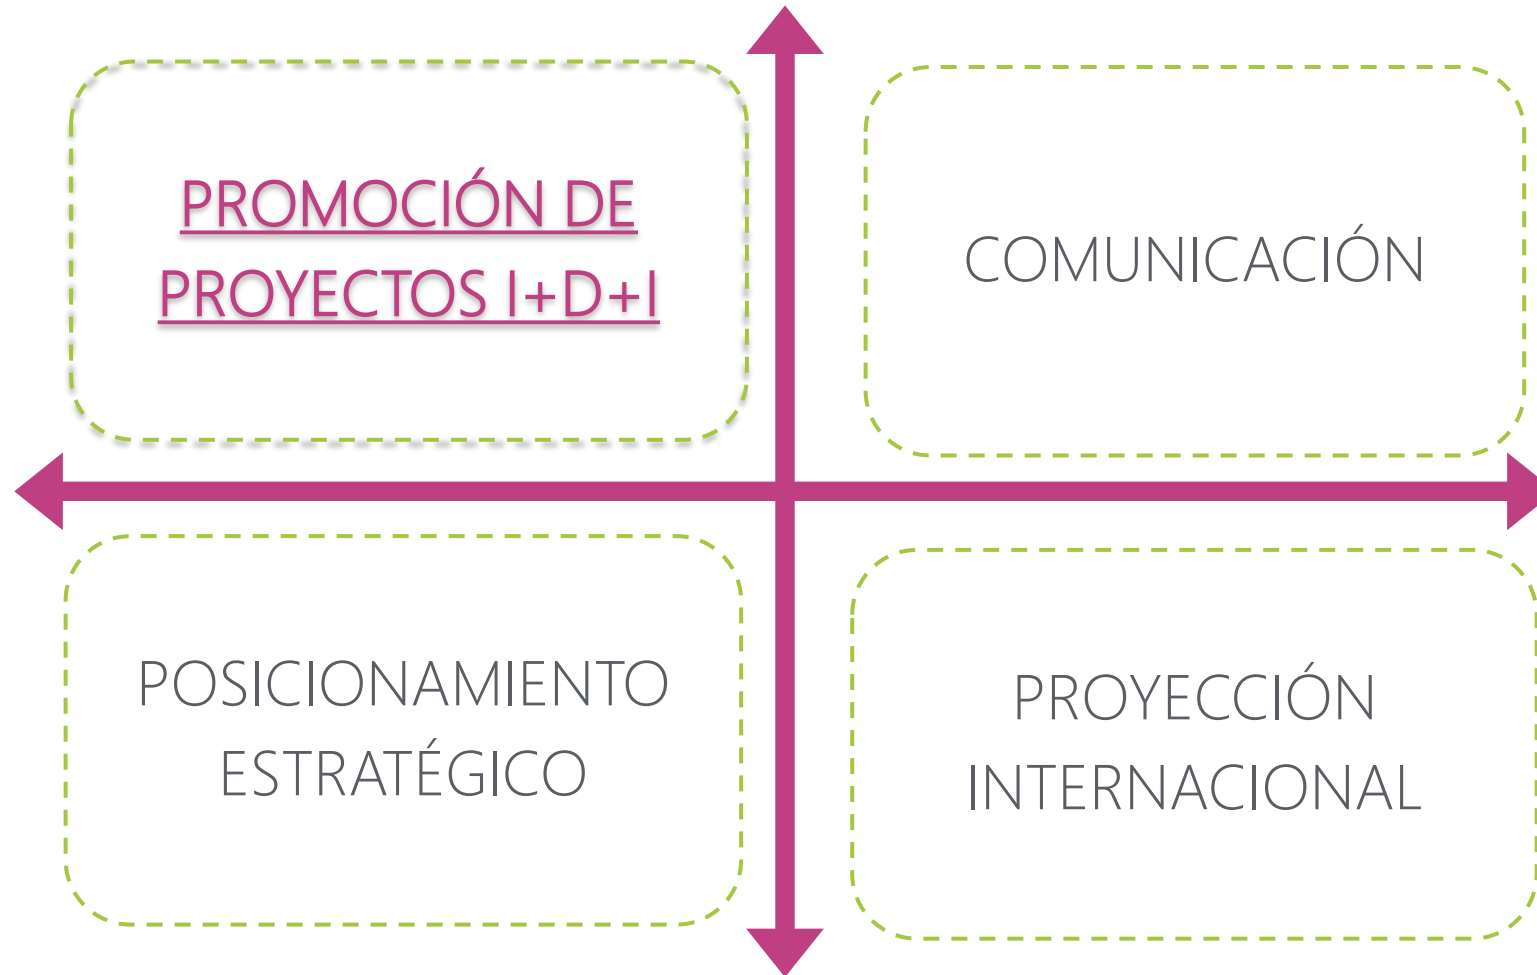 PROMOCIÓN DE
PROYECTOS I+D+I
COMUNICACIÓN
POSICIONAMIENTO
ESTRATÉGICO
PROYECCIÓN
INTERNACIONAL